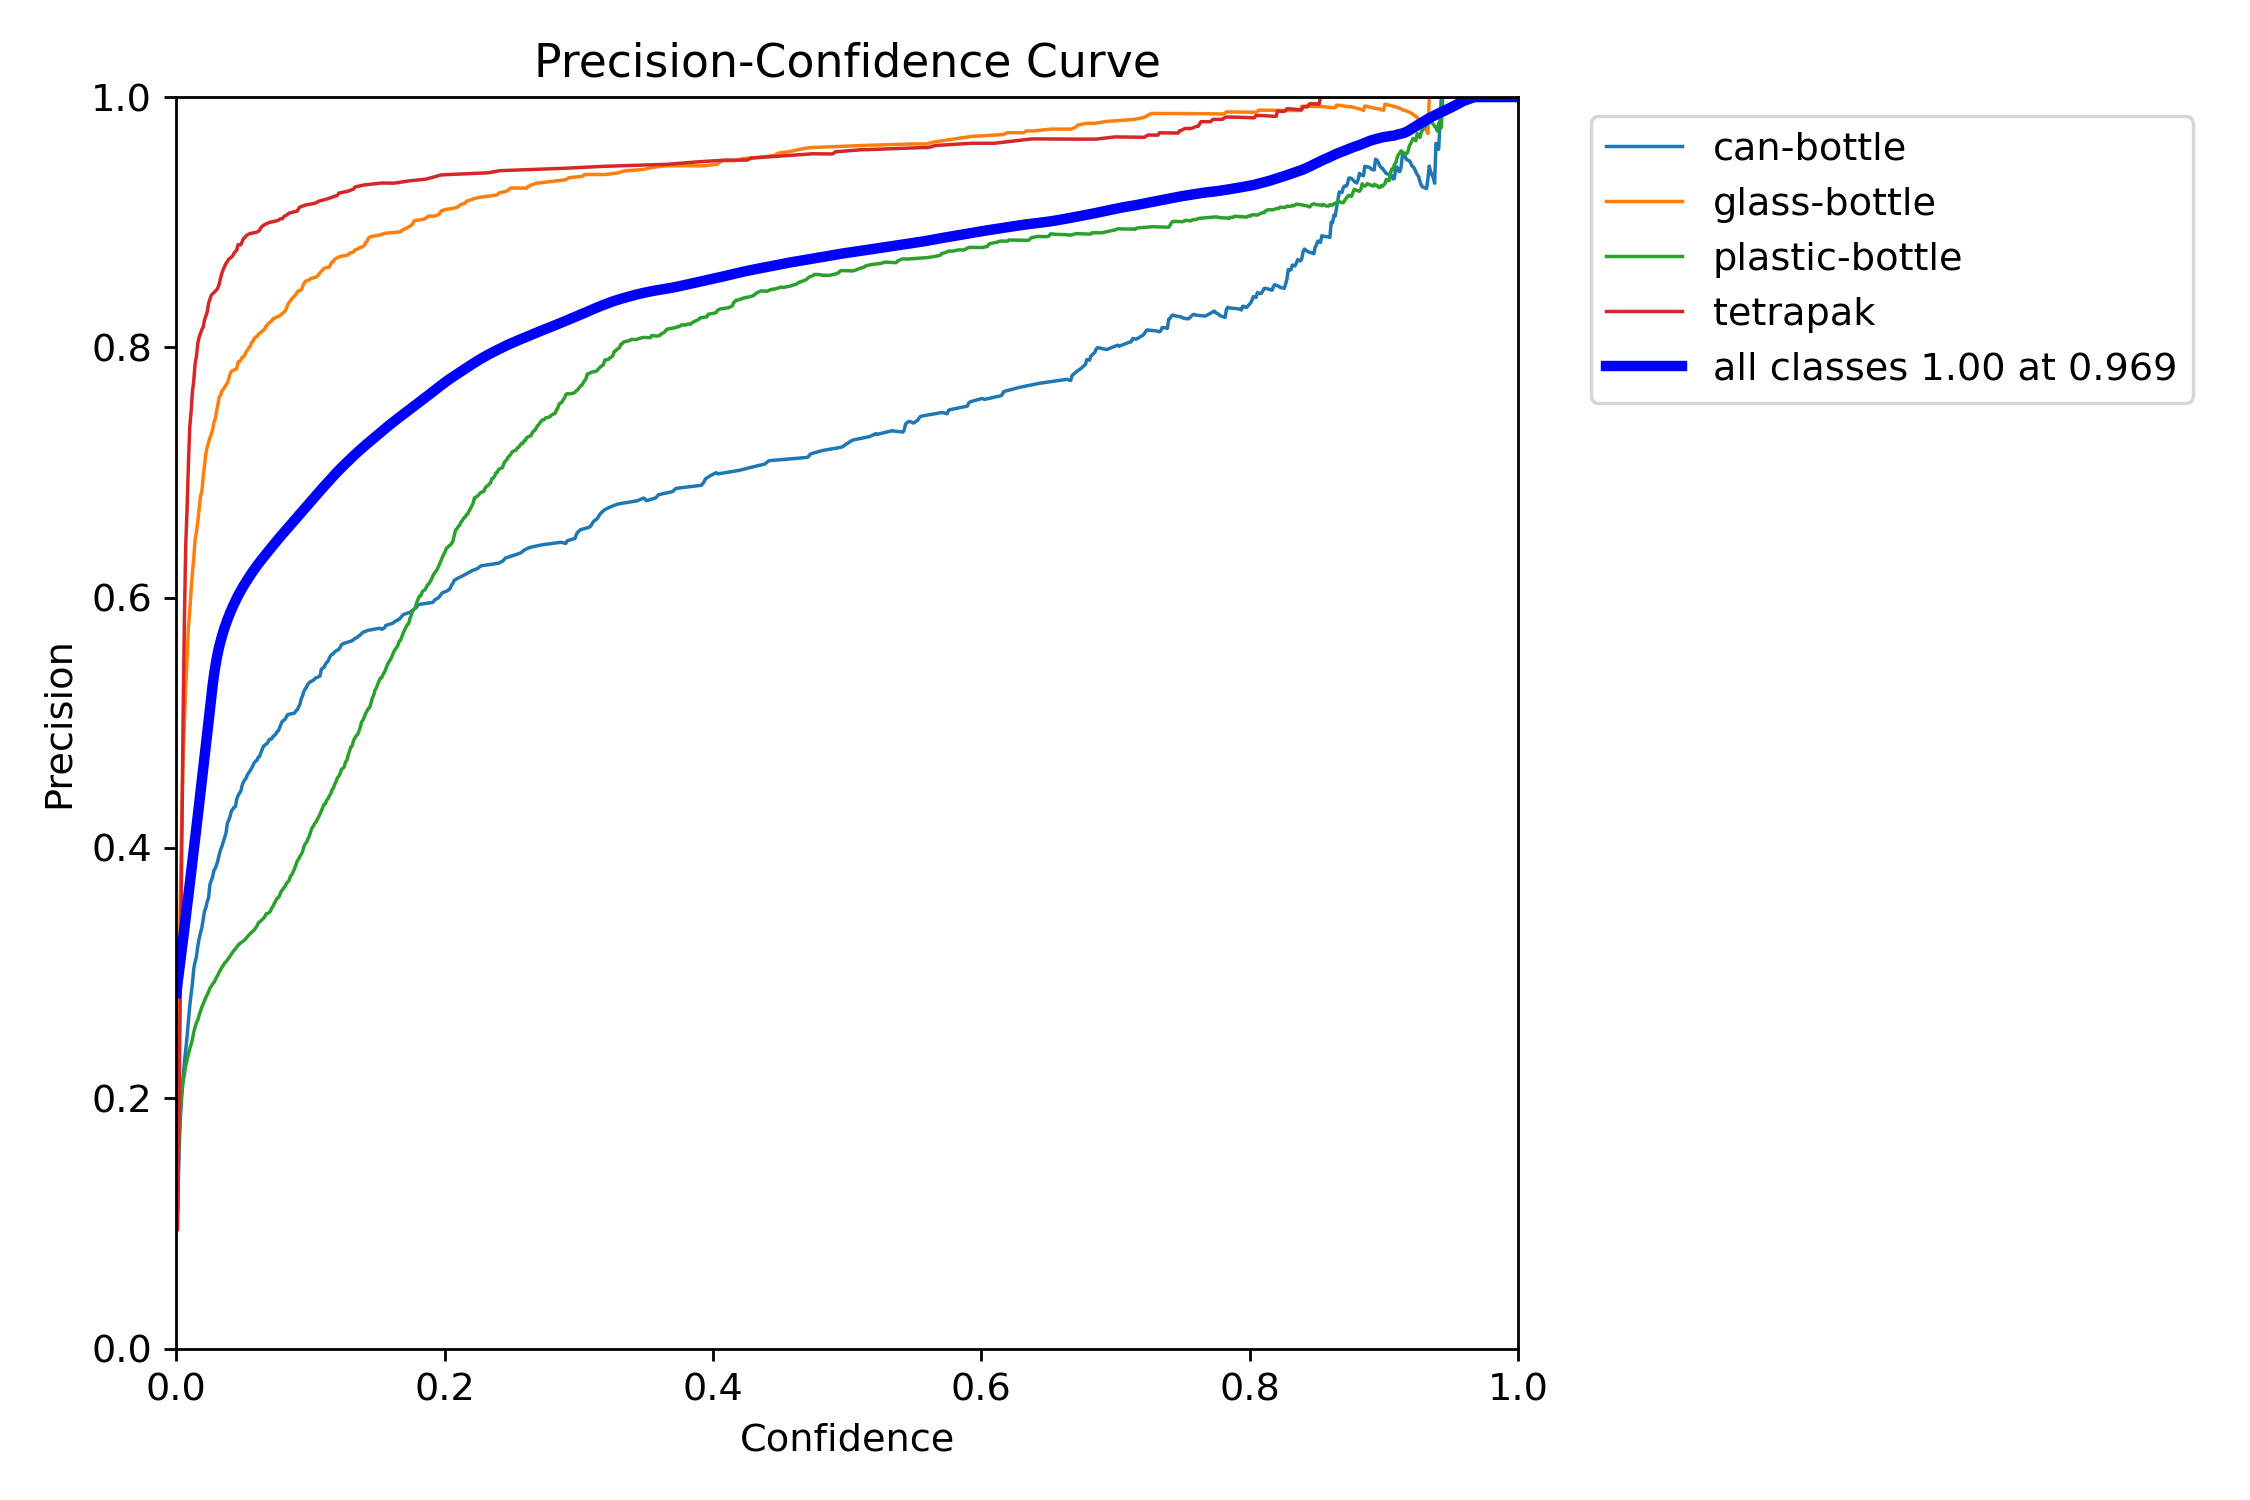 Precision-Confidence Curve
1.0
0.8
0.6
0.4
0.2
0.0
Precision
0.0 0.2 0.4 0.6 0.8 1.0
Confidence
can-bottle
glass-bottle
plastic-bottle
tetrapak
all classes 1.00 at 0.969